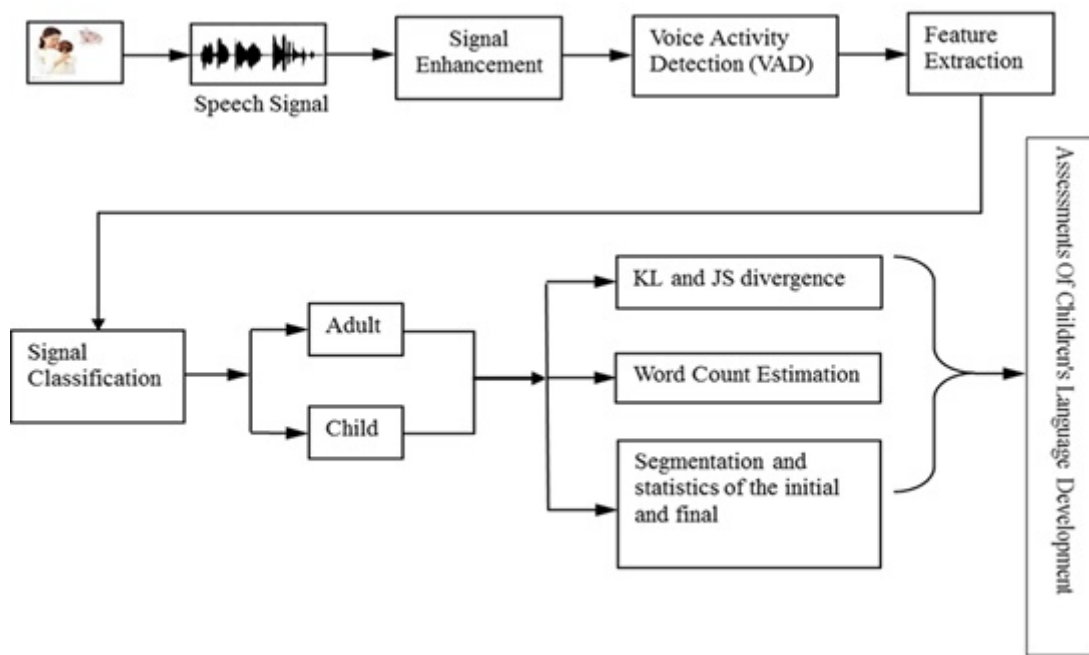 Speech Signal
Signal
Enhancement
Voice Activity
Detection (VAD)
Feature
Extraction
Signal
Classification
Adult
Child
KL and JS divergence
Word Count Estimation
Segmentation and
statistics of the initial
and final
Assessments Of Children's Language Development